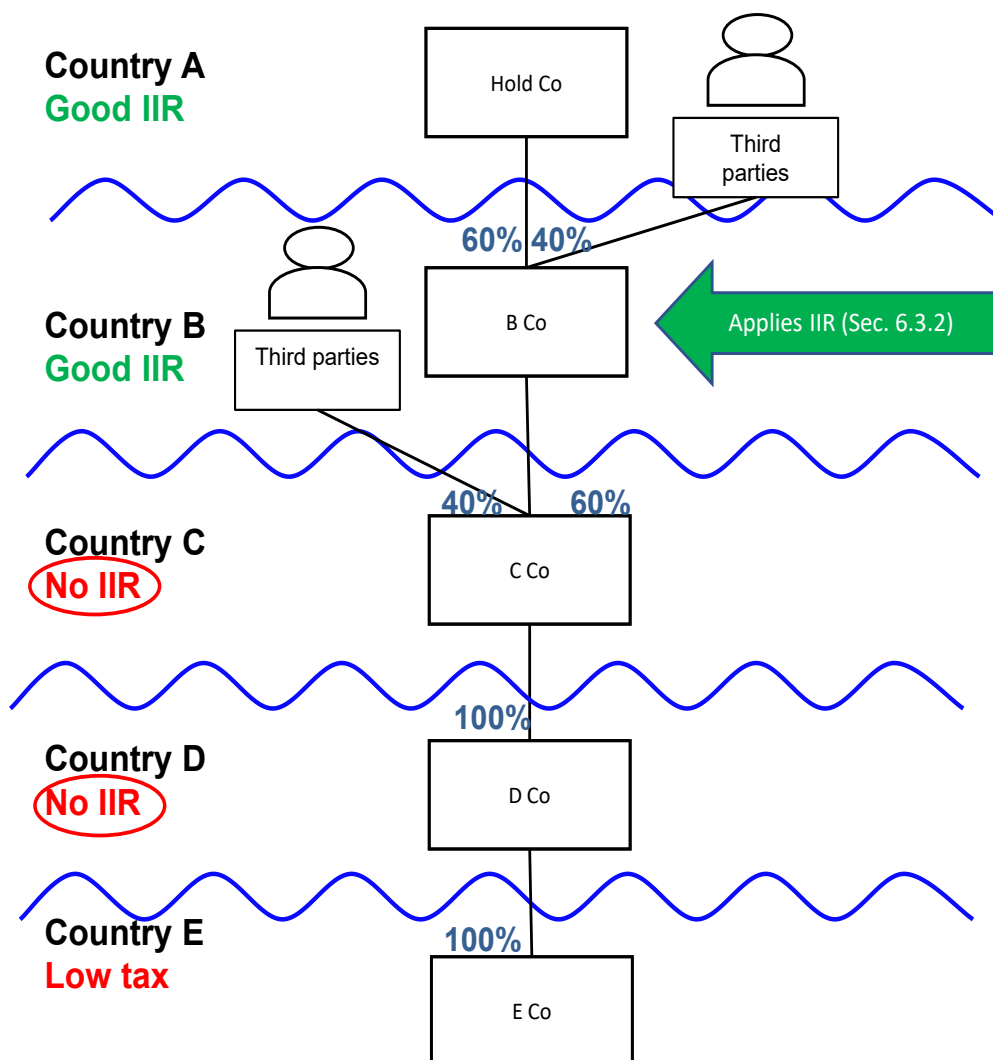 Country A
Good IIR
Hold Co
Third
parties
60% 40%
Country B
Good IIR
Third parties
B Co
Applies IIR (Sec. 6.3.2)
40%
60%
Country C
No IIR
C Co
100%
Country D
No IIR
D Co
Country E
Low tax
100%
E Co